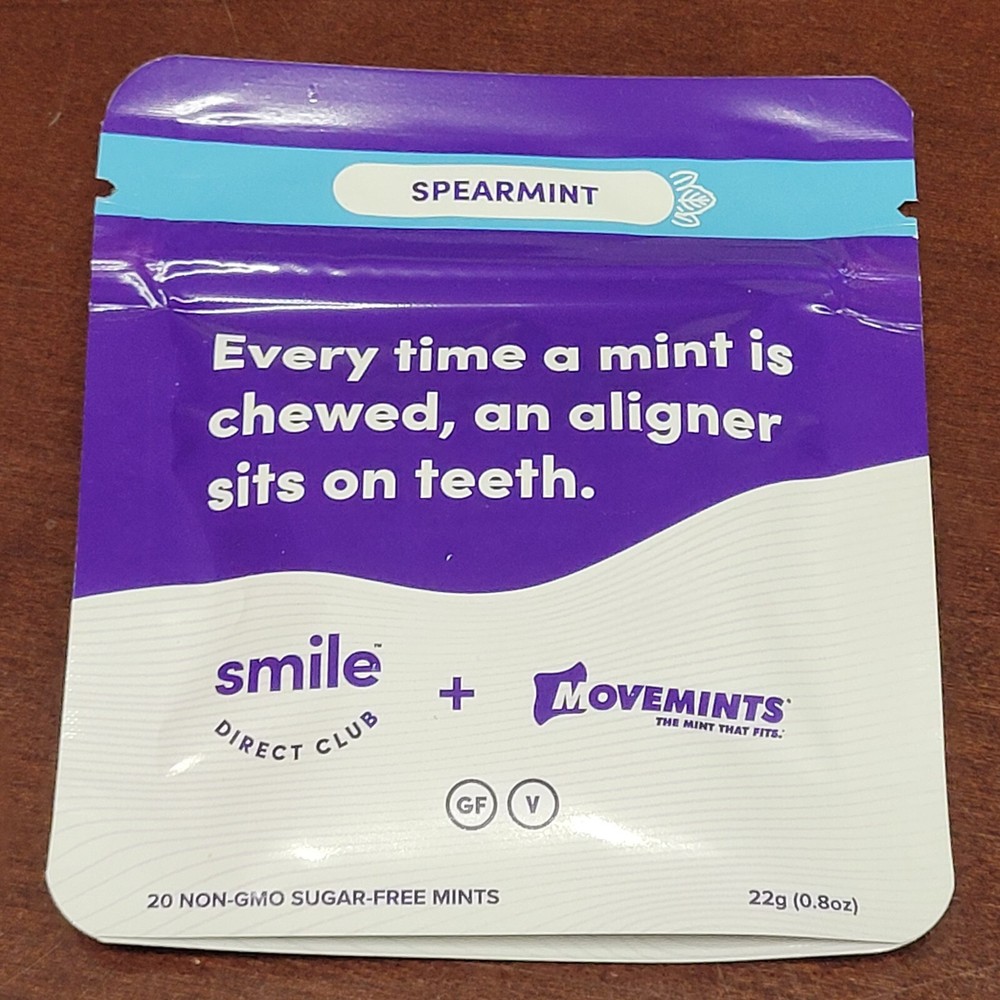 SPEARMINT
Every time a mint is
chewed, an aligner
sits on teeth.
smile™
DIRECT CLUB
+
MOVEMINTS®
THE MINT THAT FITS.
GF V
20 NON-GMO SUGAR-FREE MINTS
22g (0.8oz)